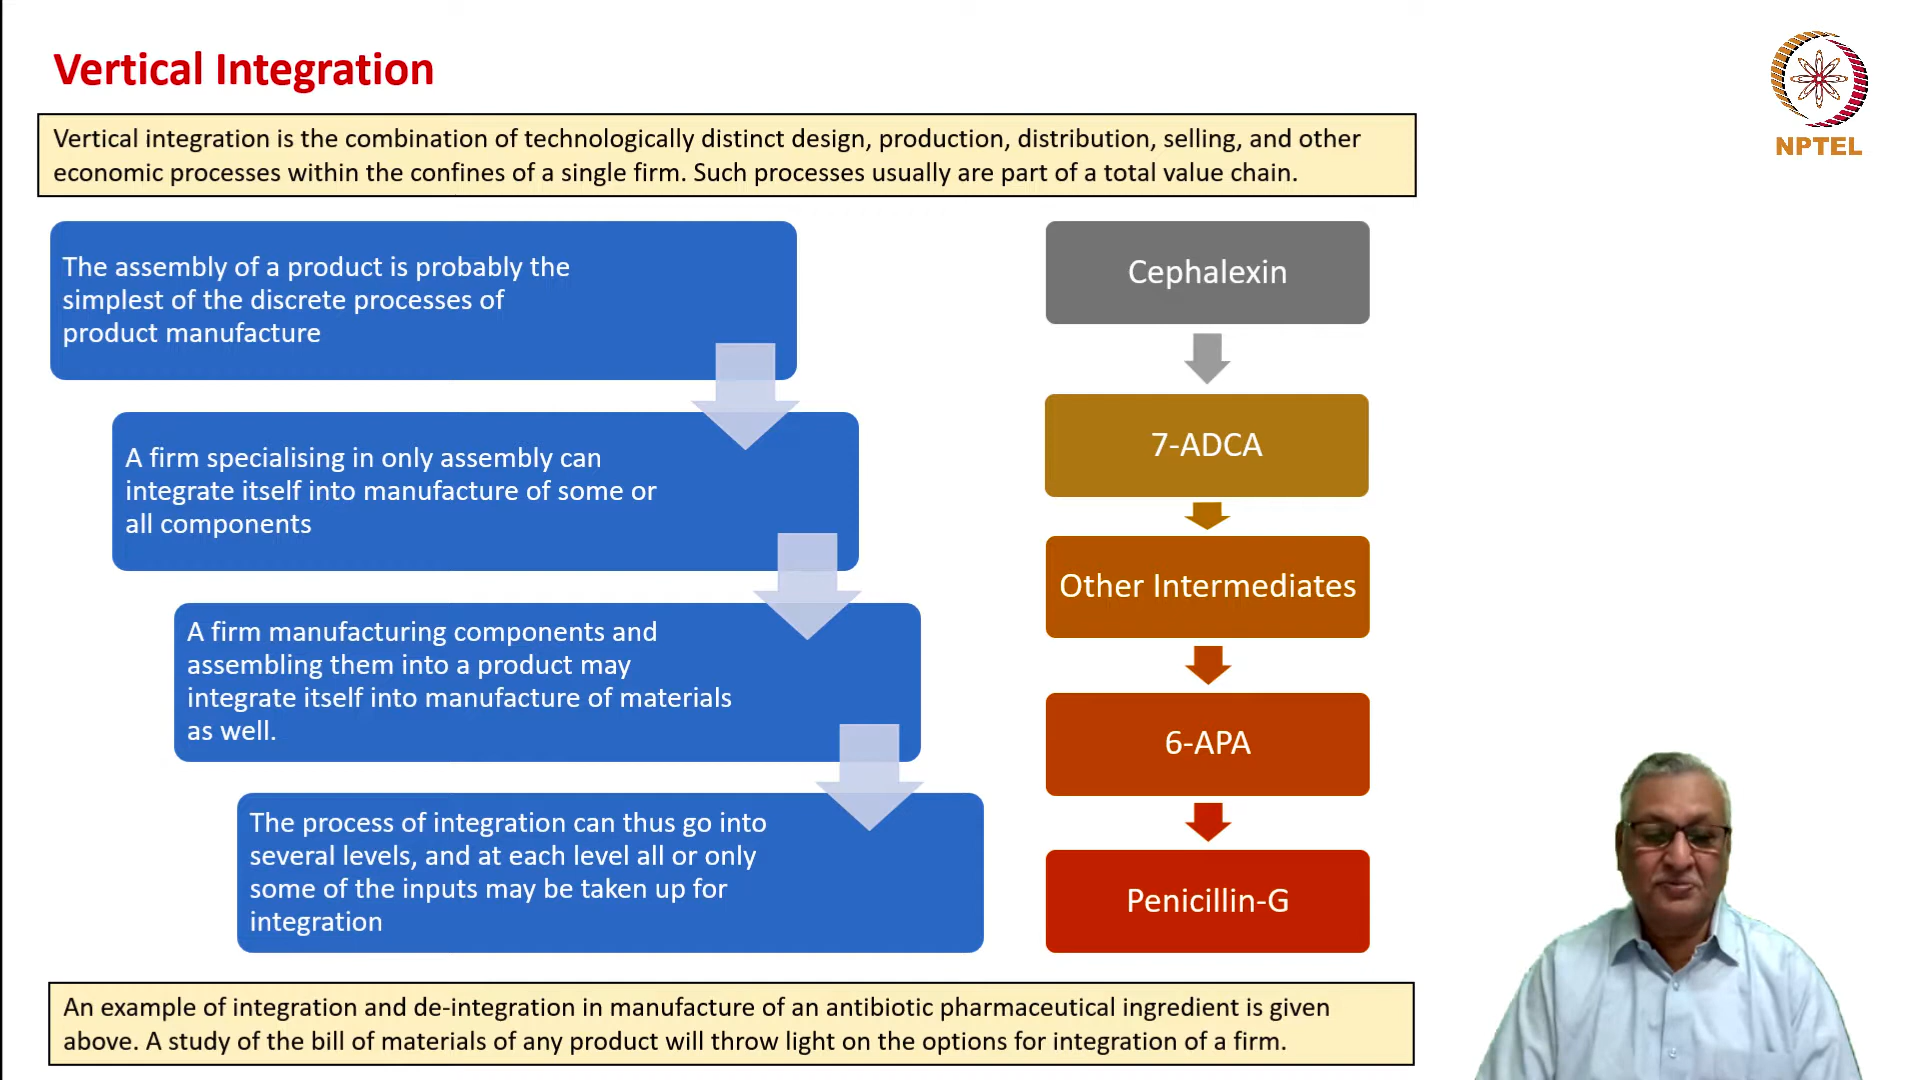 Vertical Integration
NPTEL
Vertical integration is the combination of technologically distinct design, production, distribution, selling, and other
economic processes within the confines of a single firm. Such processes usually are part of a total value chain.
The assembly of a product is probably the
simplest of the discrete processes of
product manufacture
A firm specialising in only assembly can
integrate itself into manufacture of some or
all components
A firm manufacturing components and
assembling them into a product may
integrate itself into manufacture of materials
as well.
The process of integration can thus go into
several levels, and at each level all or only
some of the inputs may be taken up for
integration
Cephalexin
7-ADCA
Other Intermediates
6-APA
Penicillin-G
An example of integration and de-integration in manufacture of an antibiotic pharmaceutical ingredient is given
above. A study of the bill of materials of any product will throw light on the options for integration of a firm.